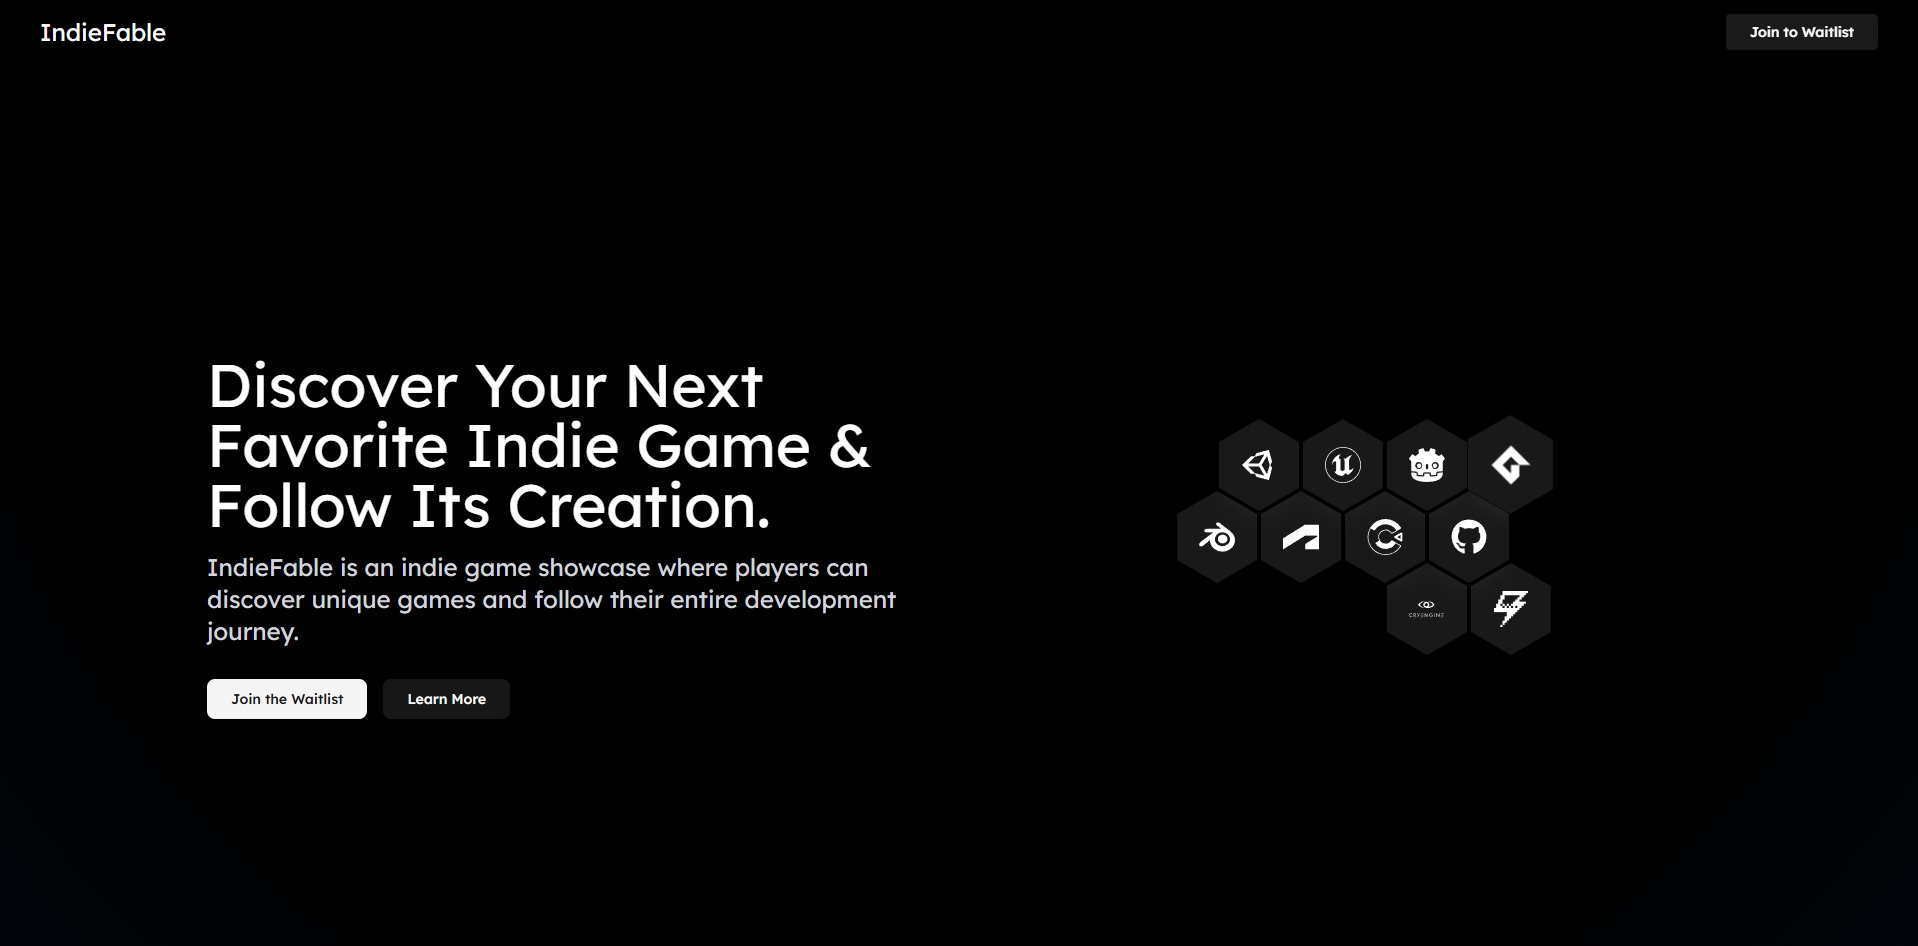 IndieFable
Join to Waitlist
Discover Your Next
Favorite Indie Game &
Follow Its Creation.
IndieFable is an indie game showcase where players can
discover unique games and follow their entire development
journey.
Join the Waitlist
Learn More
CRYENGINE